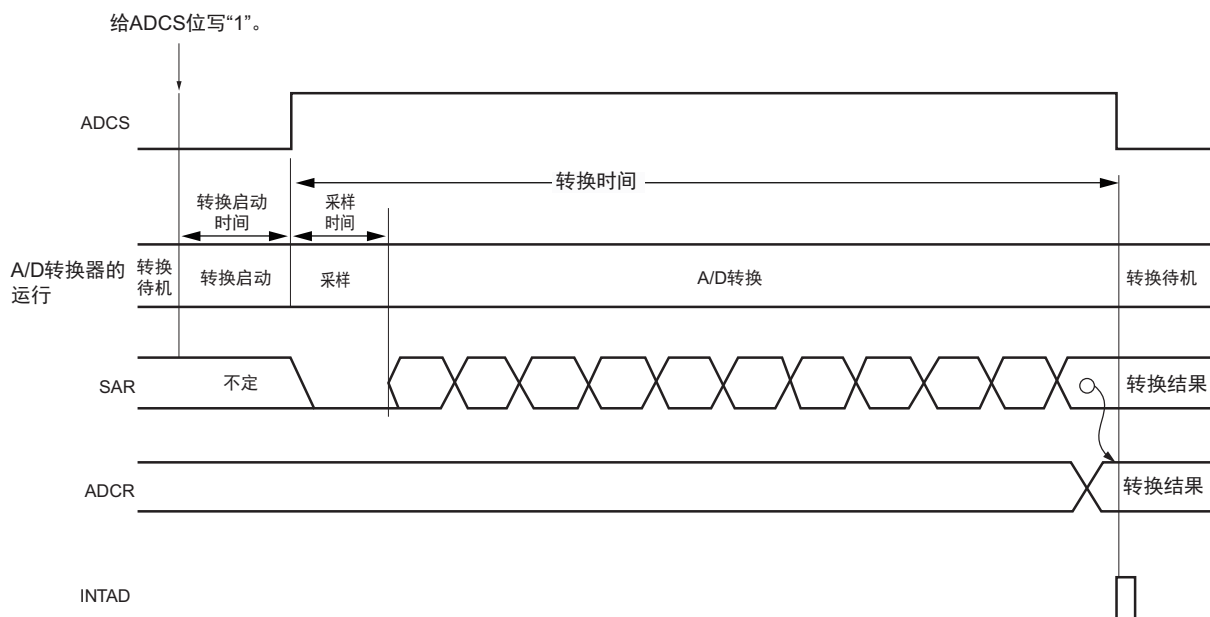 给ADCS位写“1”。
ADCS
转换时间
转换启动
时间
采样
时间
A/D转换器的
运行
转换
待机
转换启动
采样
A/D转换
转换待机
SAR
不定
转换结果
ADCR
转换结果
INTAD